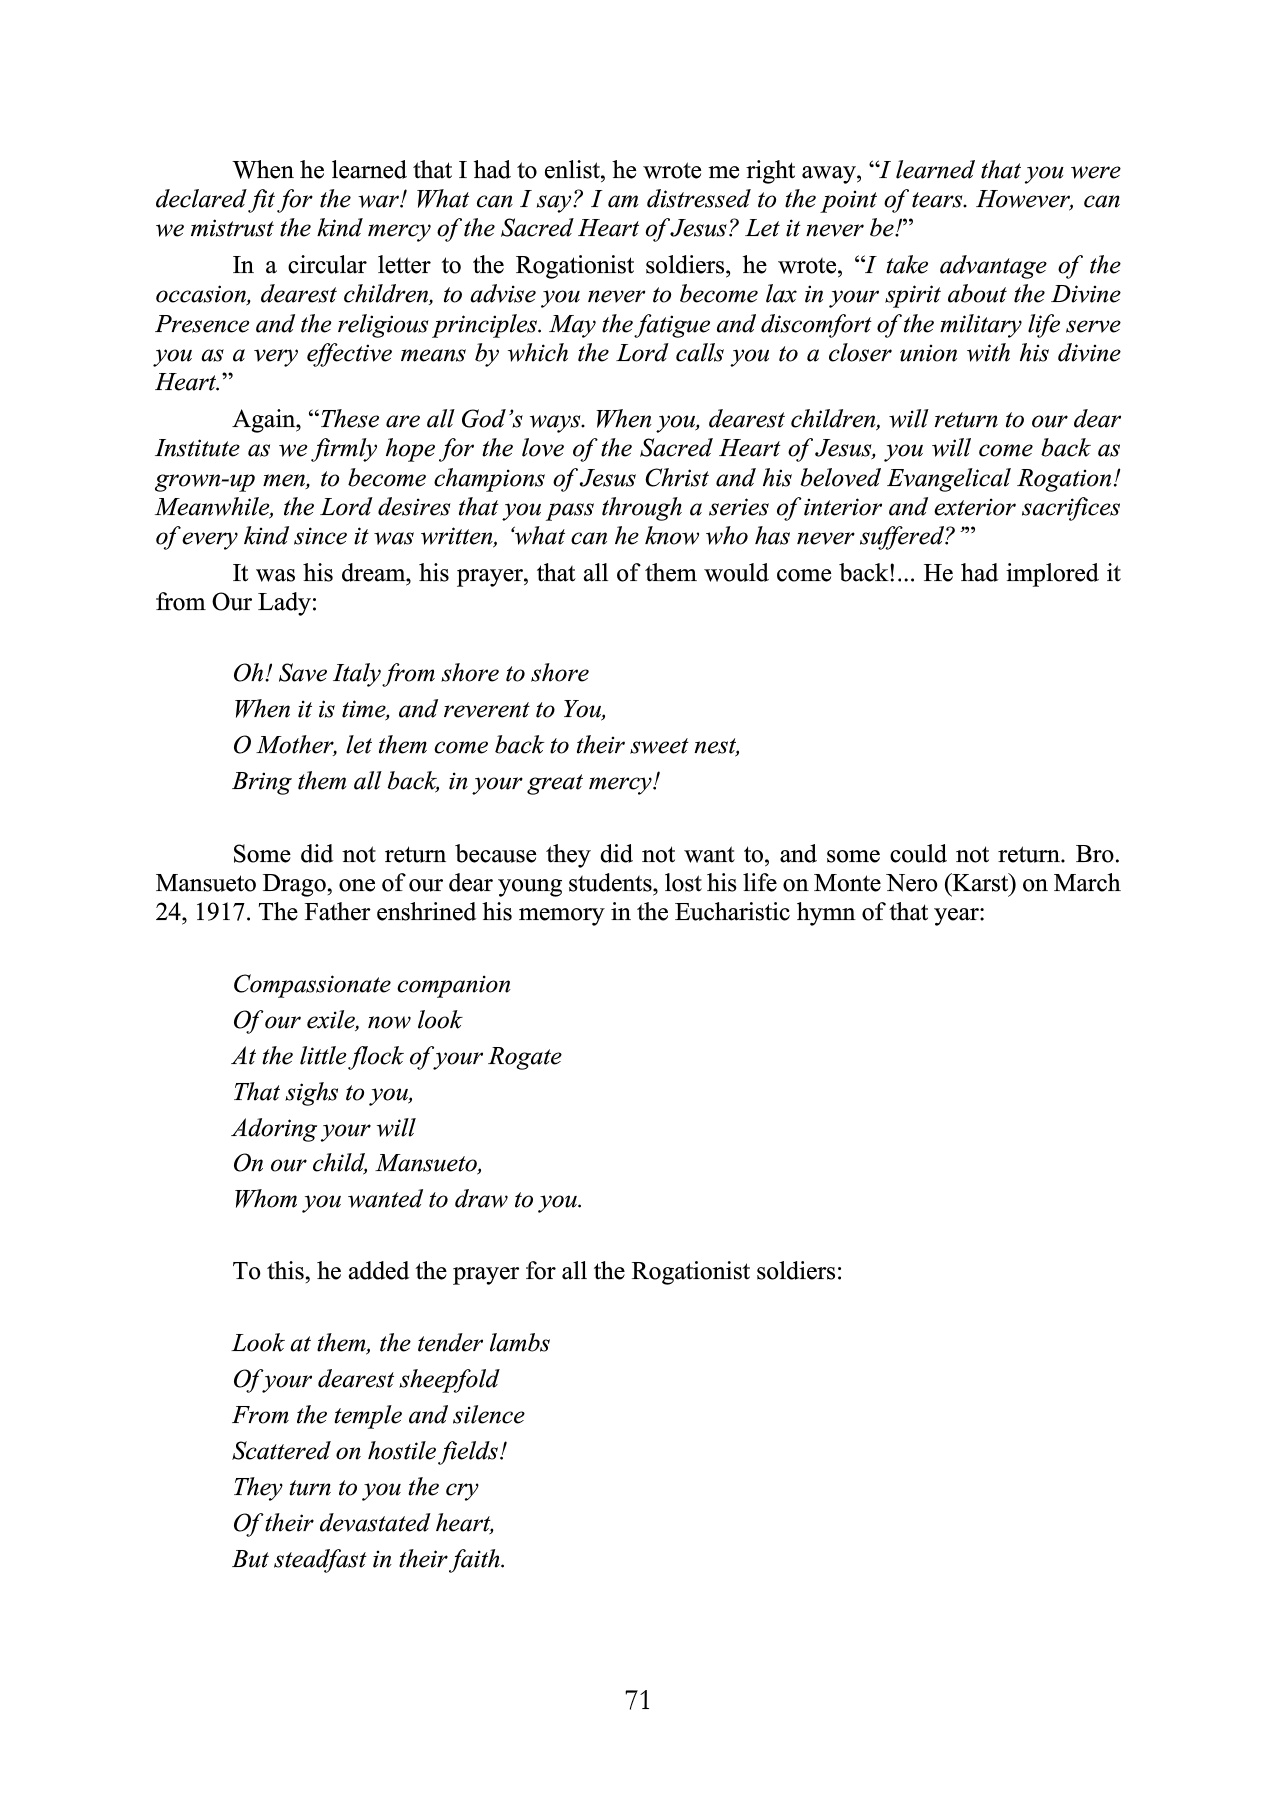 When he learned that I had to enlist, he wrote me right away, “I learned that you were
declared fit for the war! What can I say? I am distressed to the point of tears. However, can
we mistrust the kind mercy of the Sacred Heart of Jesus? Let it never be!”
In a circular letter to the Rogationist soldiers, he wrote, “I take advantage of the
occasion, dearest children, to advise you never to become lax in your spirit about the Divine
Presence and the religious principles. May the fatigue and discomfort of the military life serve
you as a very effective means by which the Lord calls you to a closer union with his divine
Heart.”
Again, “These are all God’s ways. When you, dearest children, will return to our dear
Institute as we firmly hope for the love of the Sacred Heart of Jesus, you will come back as
grown-up men, to become champions of Jesus Christ and his beloved Evangelical Rogation!
Meanwhile, the Lord desires that you pass through a series of interior and exterior sacrifices
of every kind since it was written, ‘what can he know who has never suffered?’”
It was his dream, his prayer, that all of them would come back!... He had implored it
from Our Lady:
Oh! Save Italy from shore to shore
When it is time, and reverent to You,
O Mother, let them come back to their sweet nest,
Bring them all back, in your great mercy!
Some did not return because they did not want to, and some could not return. Bro.
Mansueto Drago, one of our dear young students, lost his life on Monte Nero (Karst) on March
24, 1917. The Father enshrined his memory in the Eucharistic hymn of that year:
Compassionate companion
Of our exile, now look
At the little flock of your Rogate
That sighs to you,
Adoring your will
On our child, Mansueto,
Whom you wanted to draw to you.
To this, he added the prayer for all the Rogationist soldiers:
Look at them, the tender lambs
Of your dearest sheepfold
From the temple and silence
Scattered on hostile fields!
They turn to you the cry
Of their devastated heart,
But steadfast in their faith.
71